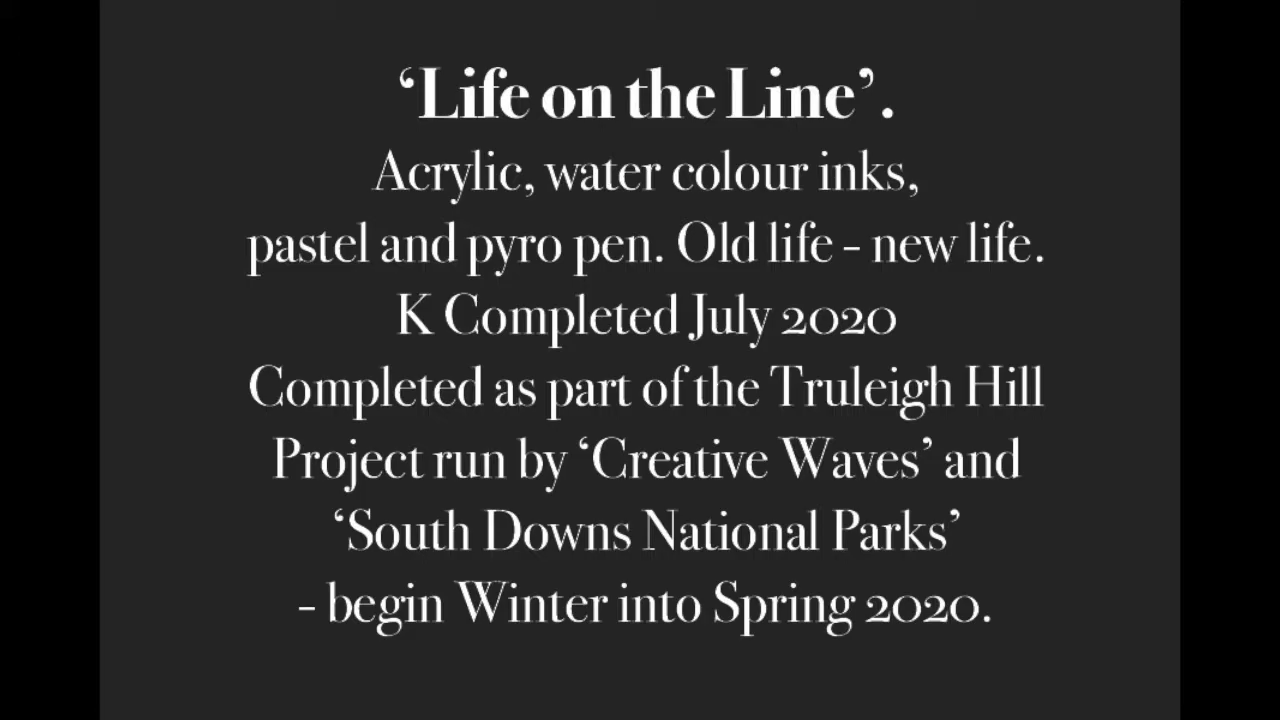 ‘Life on the Line’.
Acrylic, water colour inks,
pastel and pyro pen. Old life - new life.
K Completed July 2020
Completed as part of the Truleigh Hill
Project run by ‘Creative Waves’ and
‘South Downs National Parks’
- begin Winter into Spring 2020.